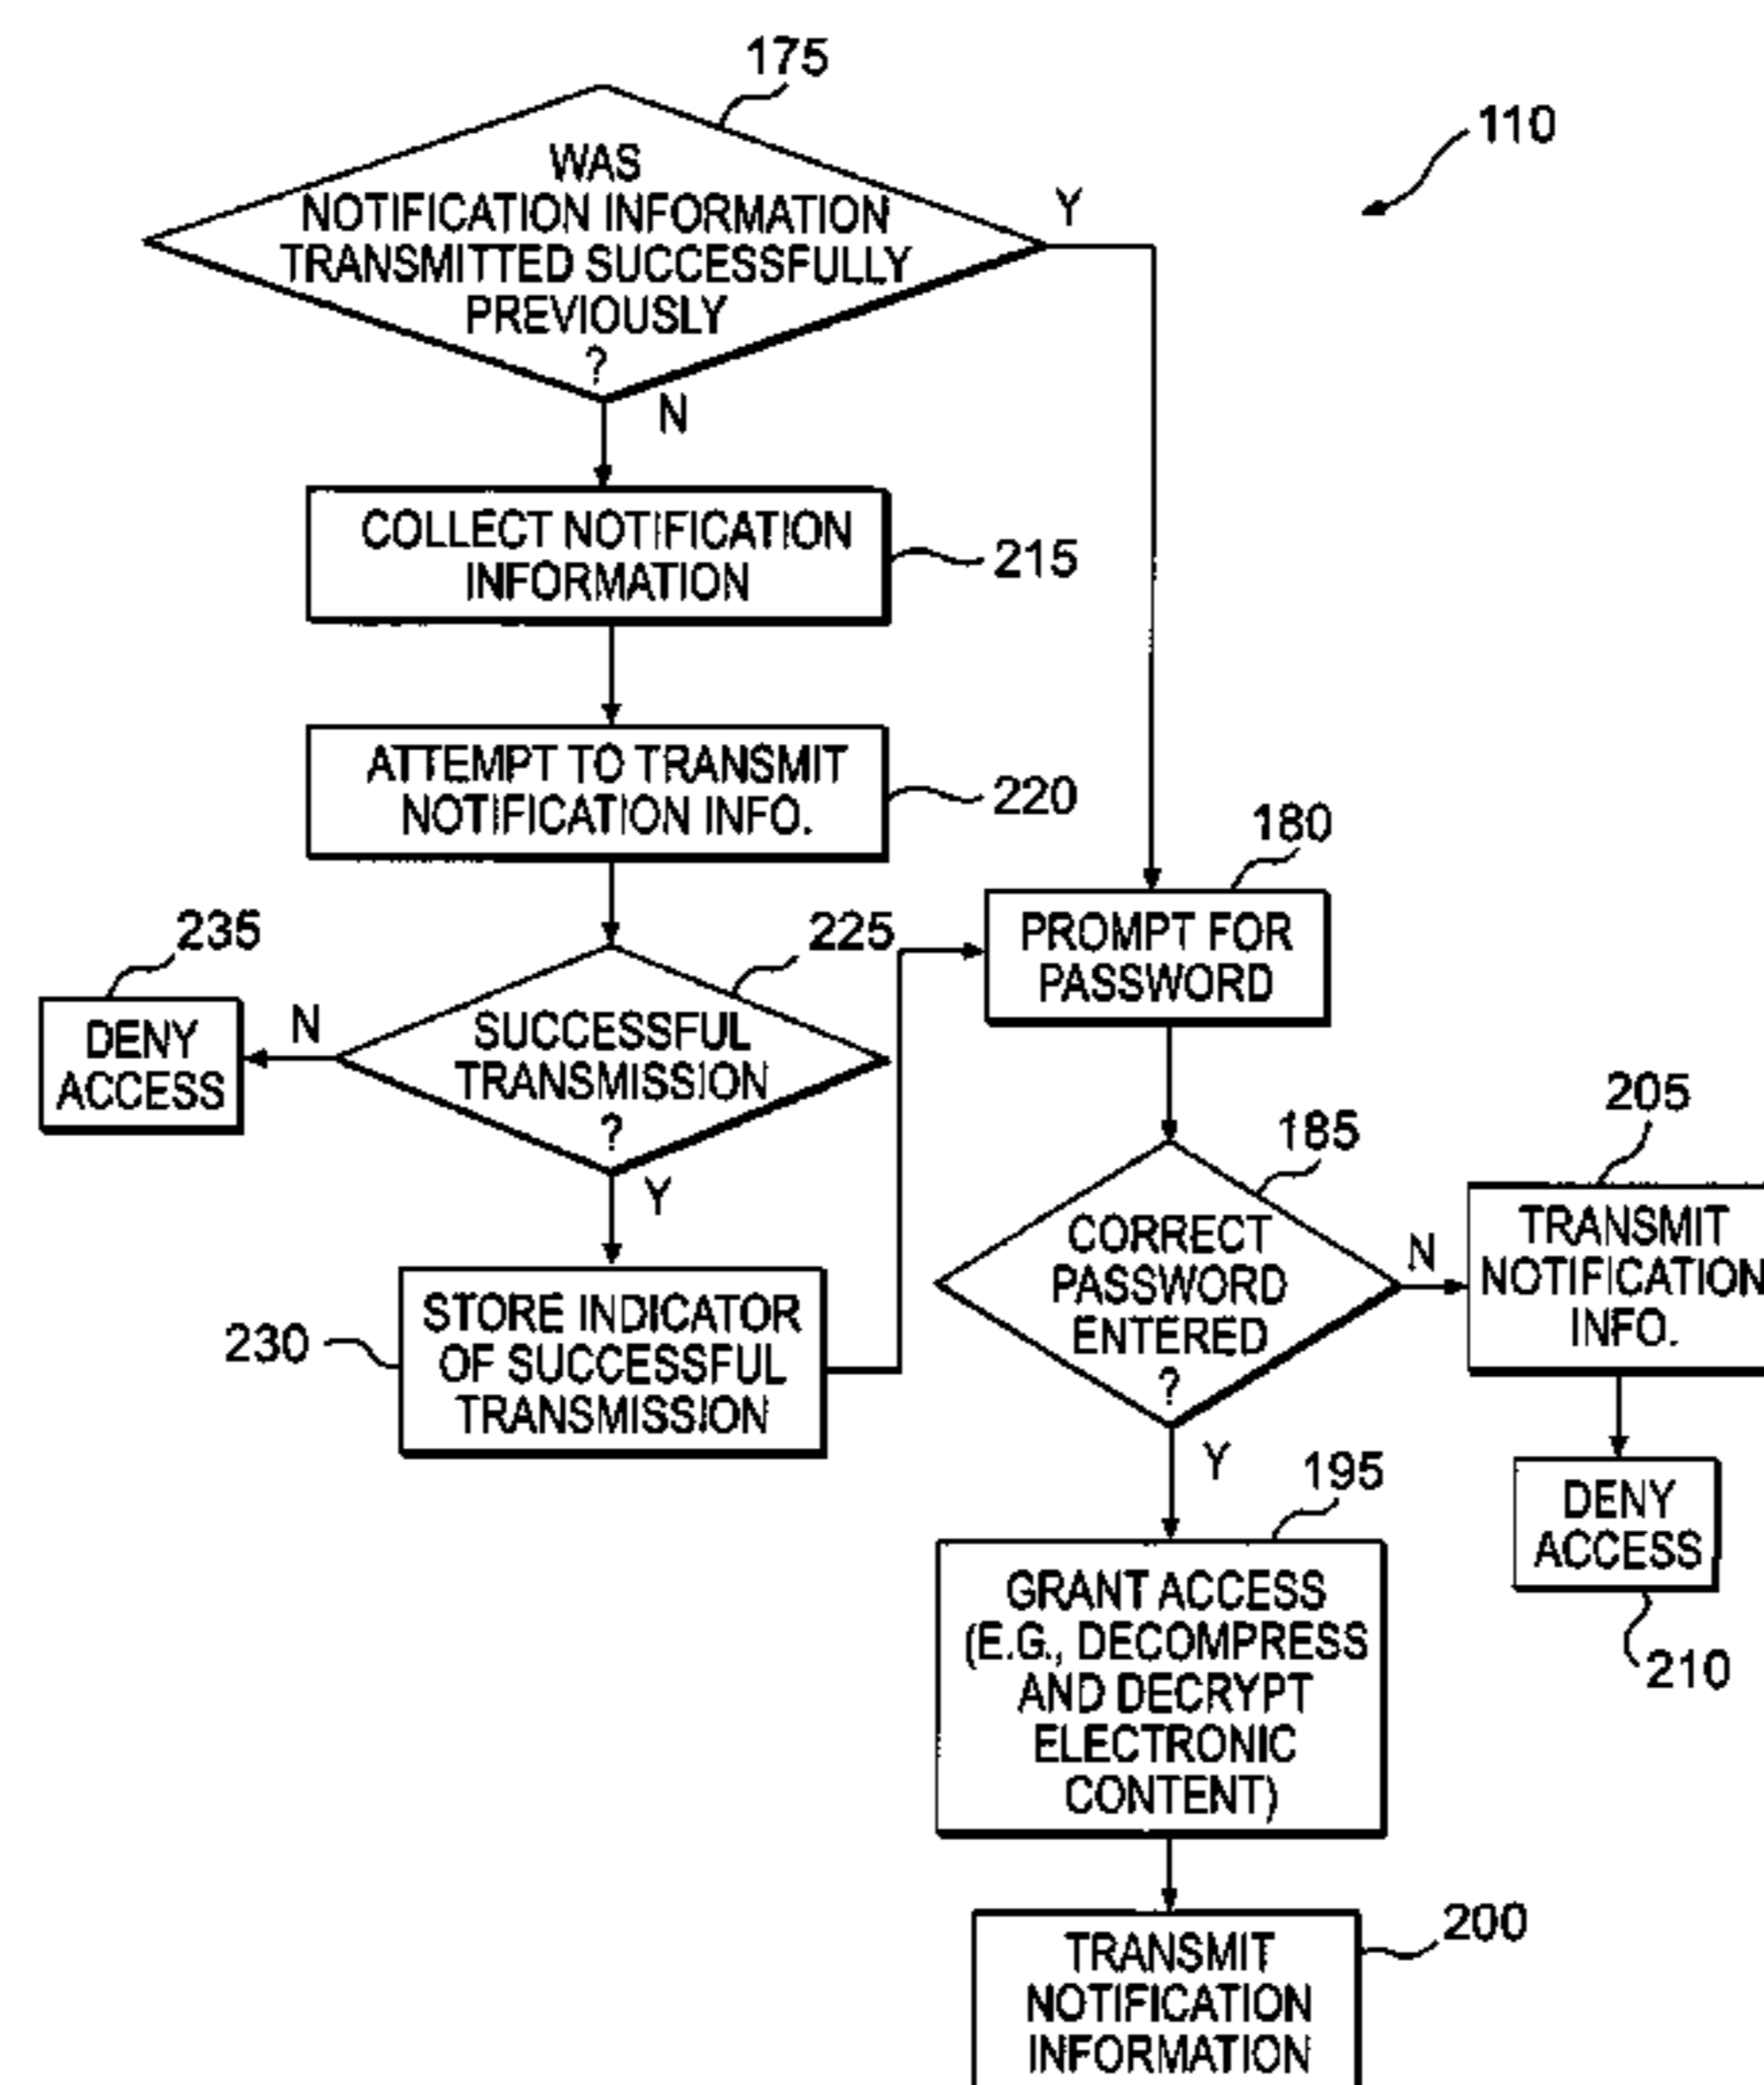 175
110
WAS
NOTIFICATION INFORMATION
TRANSMITTED SUCCESSFULLY
PREVIOUSLY
?
Y
N
COLLECT NOTIFICATION
INFORMATION
215
ATTEMPT TO TRANSMIT
NOTIFICATION INFO.
220
180
PROMPT FOR
PASSWORD
235
DENY
ACCESS
N
225
SUCCESSFUL
TRANSMISSION
?
Y
230
STORE INDICATOR
OF SUCCESSFUL
TRANSMISSION
185
CORRECT
PASSWORD
ENTERED
?
N
Y
205
TRANSMIT
NOTIFICATION
INFO.
DENY
ACCESS
210
195
GRANT ACCESS
(E.G., DECOMPRESS
AND DECRYPT
ELECTRONIC
CONTENT)
200
TRANSMIT
NOTIFICATION
INFORMATION